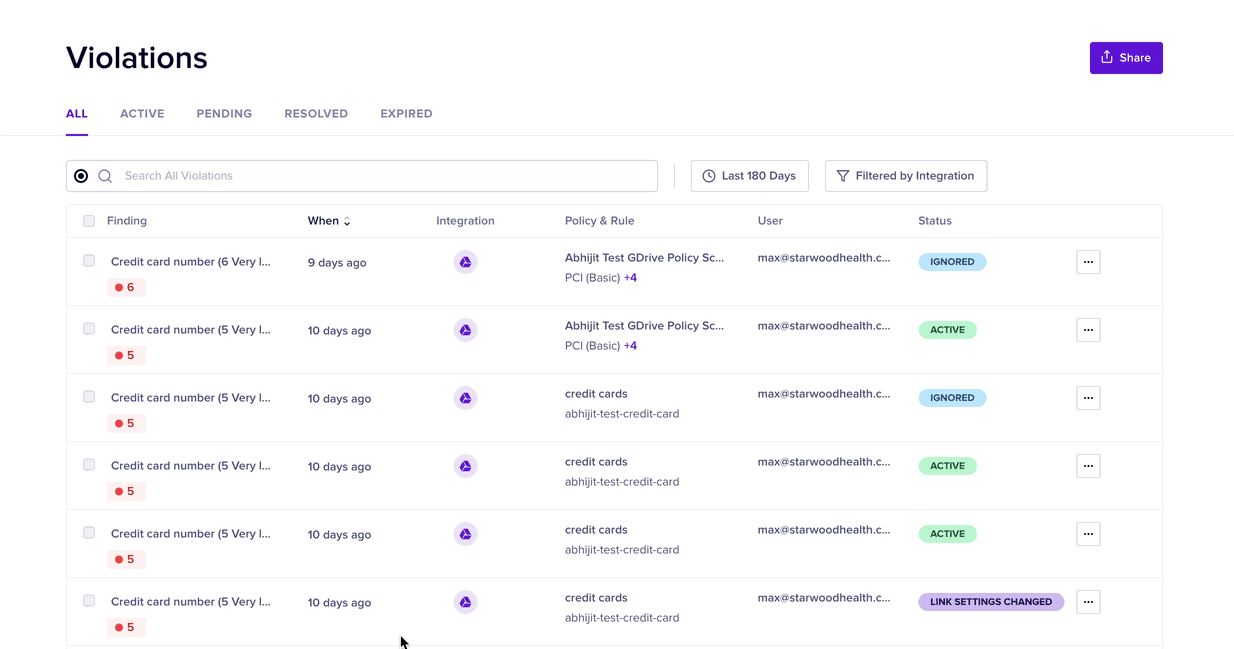 Violations
Share
ALL ACTIVE PENDING RESOLVED EXPIRED
Search All Violations
Last 180 Days
Filtered by Integration
Finding When Integration Policy & Rule User Status
Credit card number (6 Very l... 9 days ago Abhijit Test GDrive Policy Sc... max@starwoodhealth.c... IGNORED ...
6 PCI (Basic) +4
Credit card number (5 Very l... 10 days ago Abhijit Test GDrive Policy Sc... max@starwoodhealth.c... ACTIVE ...
5 PCI (Basic) +4
Credit card number (5 Very l... 10 days ago credit cards max@starwoodhealth.c... IGNORED ...
5 abhijit-test-credit-card
Credit card number (5 Very l... 10 days ago credit cards max@starwoodhealth.c... ACTIVE ...
5 abhijit-test-credit-card
Credit card number (5 Very l... 10 days ago credit cards max@starwoodhealth.c... ACTIVE ...
5 abhijit-test-credit-card
Credit card number (5 Very l... 10 days ago credit cards max@starwoodhealth.c... LINK SETTINGS CHANGED ...
5 abhijit-test-credit-card